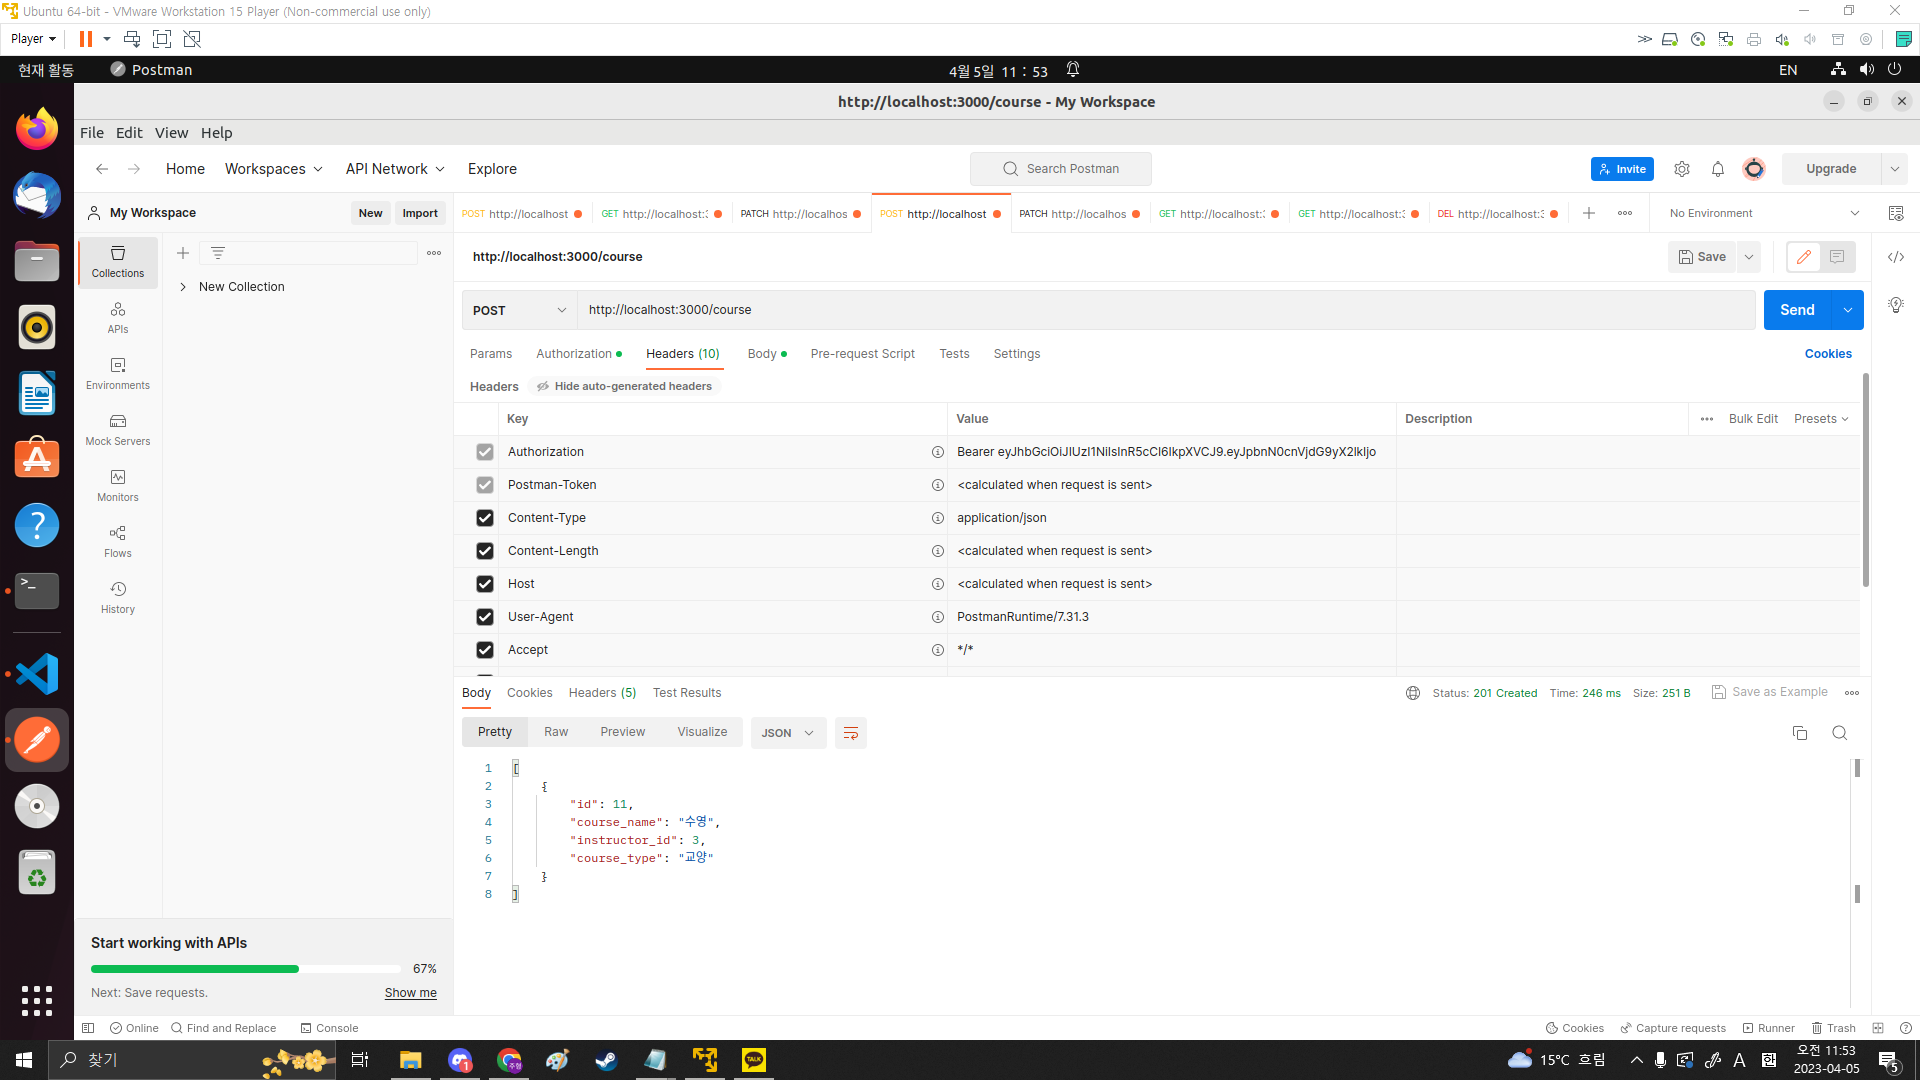 Ubuntu 64-bit - VMware Workstation 15 Player (Non-commercial use only)
Player
현재 활동
Postman
4월 5일 11 : 53
EN
http://localhost:3000/course - My Workspace
File Edit View Help
Home Workspaces API Network Explore
Search Postman
Invite
Upgrade
My Workspace
New Import
POST http://localhost
GET http://localhost:
PATCH http://localhos
POST http://localhost
PATCH http://localhos
GET http://localhost:
GET http://localhost:
DEL http://localhost:
No Environment
Collections
APIs
Environments
Mock Servers
Monitors
Flows
History
New Collection
http://localhost:3000/course
Save
POST http://localhost:3000/course
Send
Params Authorization Headers (10) Body Pre-request Script Tests Settings
Cookies
Headers Hide auto-generated headers
Key Value Description
Bulk Edit Presets
Authorization Bearer eyJhbGciOiJIUzI1NiIsInR5cCI6IkpXVCJ9.eyJpbnN0cnVjdG9yX2lkIjo
Postman-Token <calculated when request is sent>
Content-Type application/json
Content-Length <calculated when request is sent>
Host <calculated when request is sent>
User-Agent PostmanRuntime/7.31.3
Accept */*
Body Cookies Headers (5) Test Results
Status: 201 Created Time: 246 ms Size: 251 B
Save as Example
Pretty Raw Preview Visualize JSON
1 [
2 {
3 "id": 11,
4 "course_name": "수영",
5 "instructor_id": 3,
6 "course_type": "교양"
7 }
8 ]
Start working with APIs
67%
Next: Save requests. Show me
Online Find and Replace Console
Cookies Capture requests Runner Trash
찾기
TALK
15°C 흐림
A
오전 11:53
2023-04-05
5